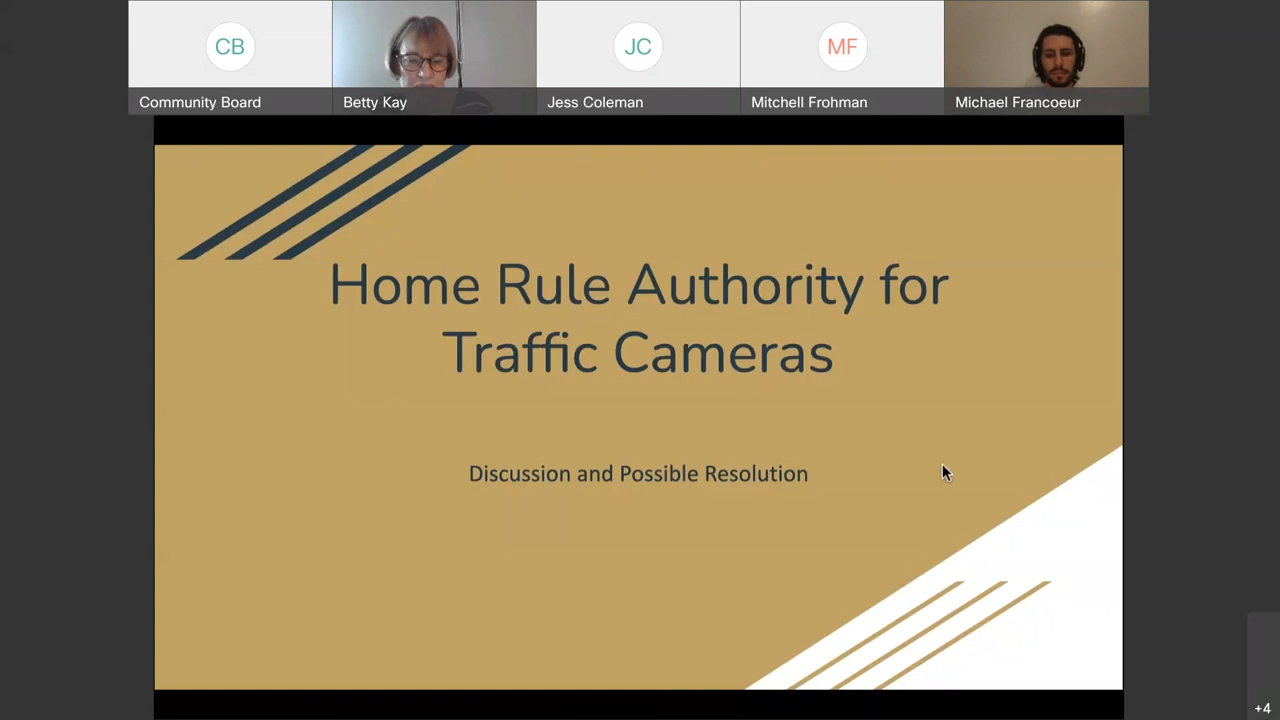 CB
JC
MF
Community Board
Betty Kay
Jess Coleman
Mitchell Frohman
Michael Francoeur
Home Rule Authority for
Traffic Cameras
Discussion and Possible Resolution
+4